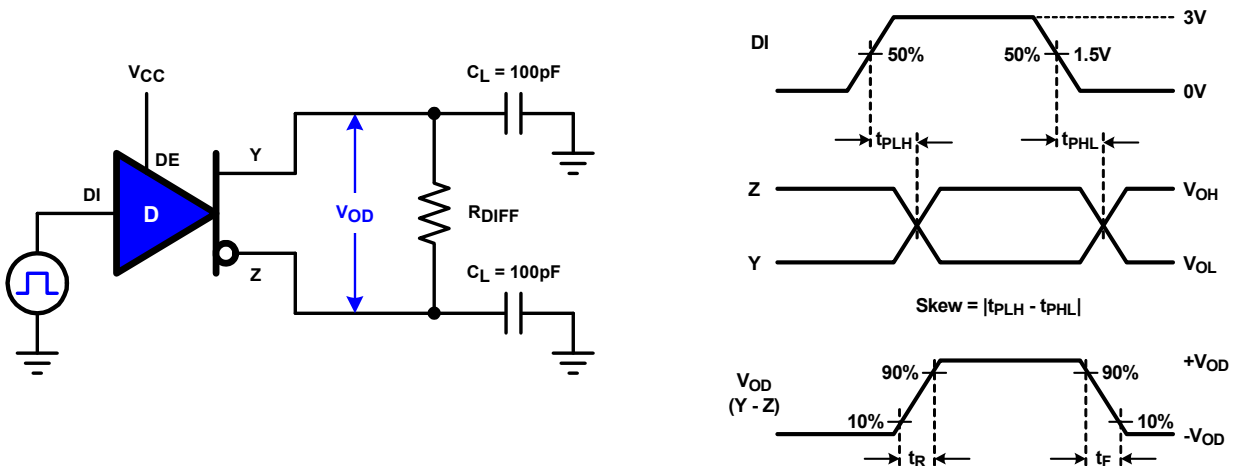 VCC
DE
DI
D
Y
Z
VOD
RDIFF
CL = 100pF
CL = 100pF
DI
3V
50%
50%
1.5V
0V
tPLH
tPHL
Z
VOH
Y
VOL
Skew = |tPLH - tPHL|
VOD
(Y - Z)
90%
90%
+VOD
10%
10%
-VOD
tR
tF